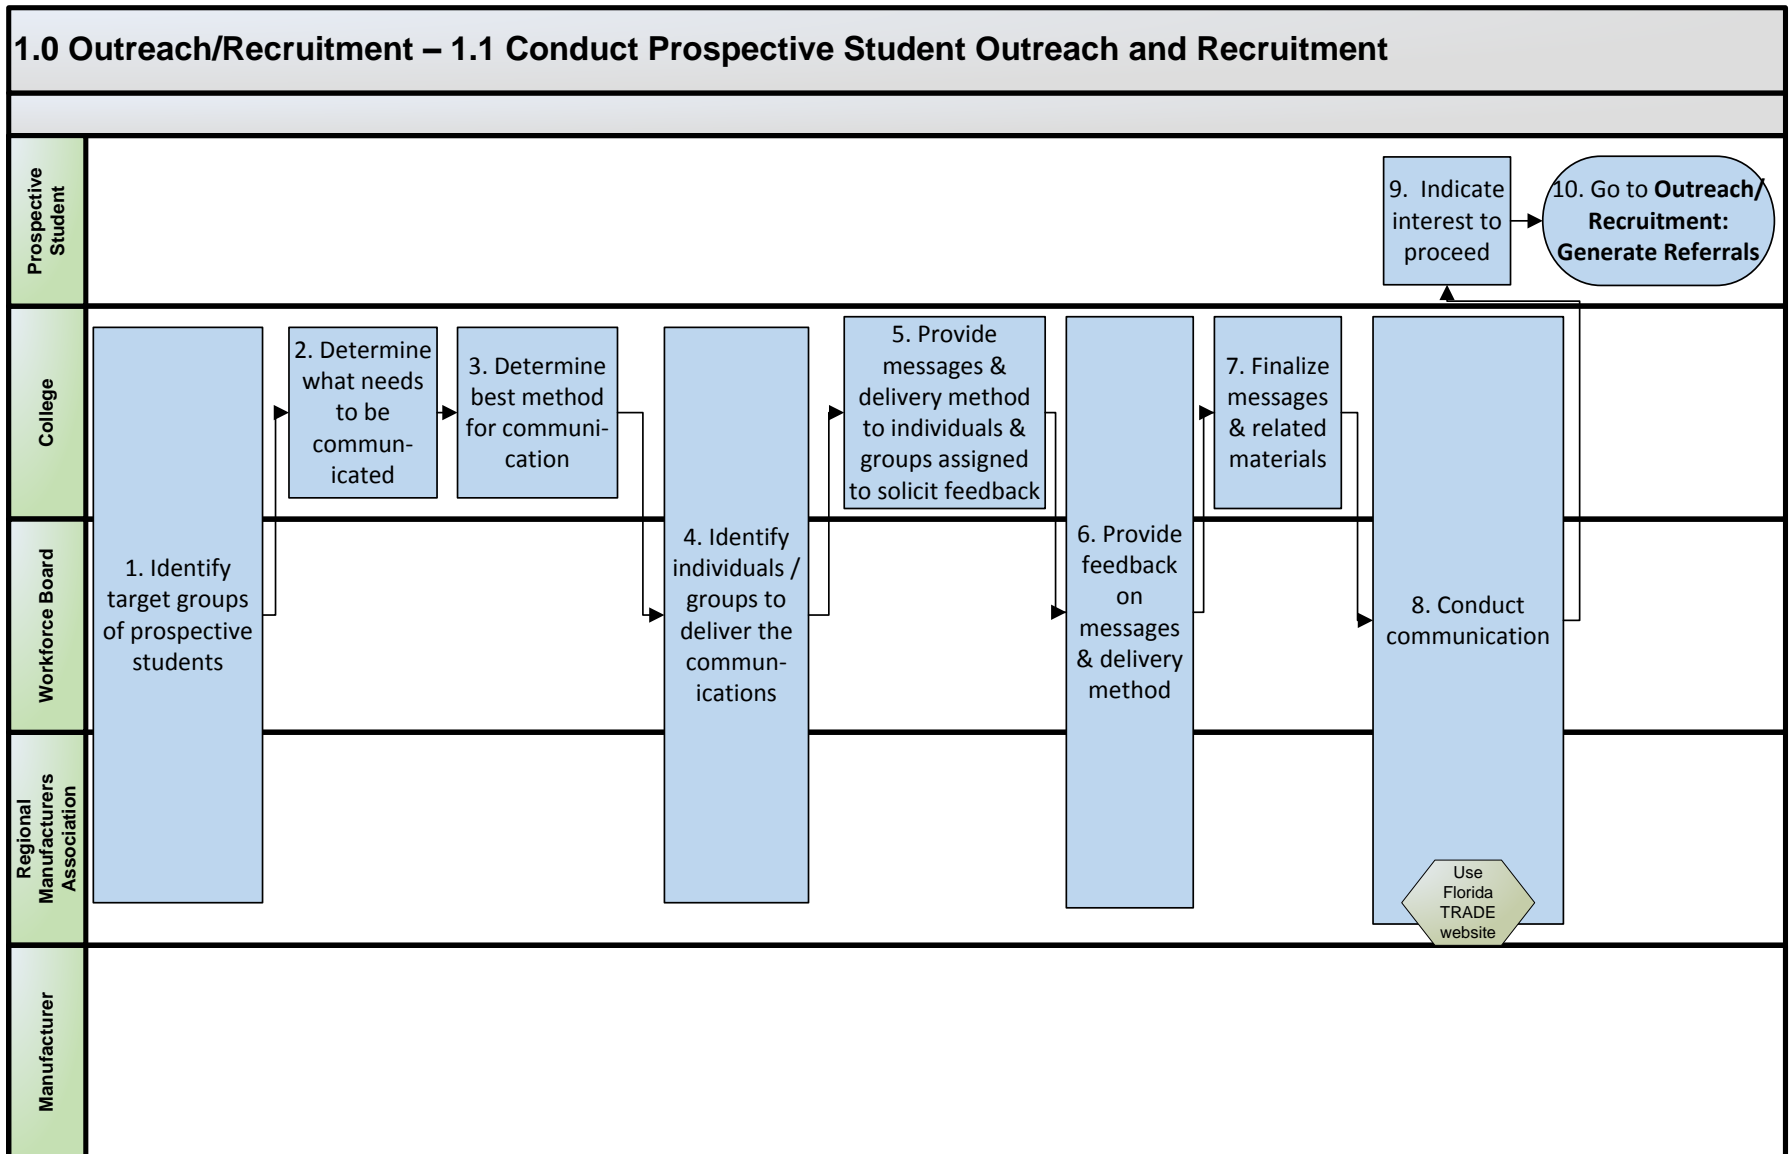 1.0 Outreach/Recruitment – 1.1 Conduct Prospective Student Outreach and Recruitment
Prospective
Student
9. Indicate
interest to
proceed
10. Go to Outreach/
Recruitment:
Generate Referrals
College
1. Identify
target groups
of prospective
students
2. Determine
what needs
to be
commun-
icated
3. Determine
best method
for communi-
cation
4. Identify
individuals /
groups to
deliver the
commun-
ications
5. Provide
messages &
delivery method
to individuals &
groups assigned
to solicit feedback
6. Provide
feedback
on
messages
& delivery
method
7. Finalize
messages
& related
materials
8. Conduct
communication
Workforce Board
Regional
Manufacturers
Association
Use
Florida
TRADE
website
Manufacturer